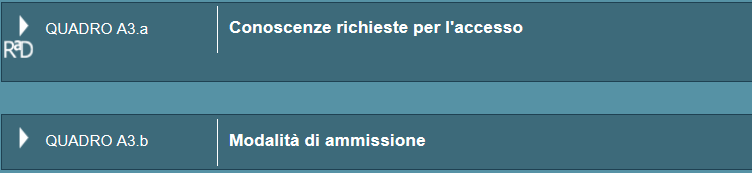 QUADRO A3.a Conoscenze richieste per l'accesso
RaD
QUADRO A3.b Modalità di ammissione